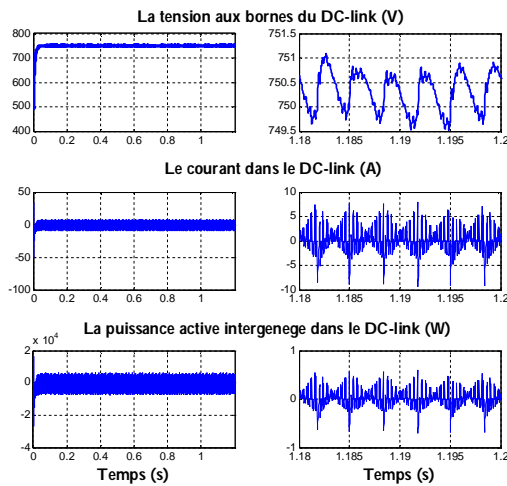 La tension aux bornes du DC-link (V)
800
700
600
500
400
0 0.2 0.4 0.6 0.8 1
751.5
751
750.5
750
749.5
1.18 1.185 1.19 1.195 1.2
Le courant dans le DC-link (A)
50
0
-50
-100
0 0.2 0.4 0.6 0.8 1
10
5
0
-5
-10
1.18 1.185 1.19 1.195 1.2
La puissance active intergenege dans le DC-link (W)
x 10^4
2
0
-2
-4
0 0.2 0.4 0.6 0.8 1
Temps (s)
1
0
-1
1.18 1.185 1.19 1.195 1.2
Temps (s)